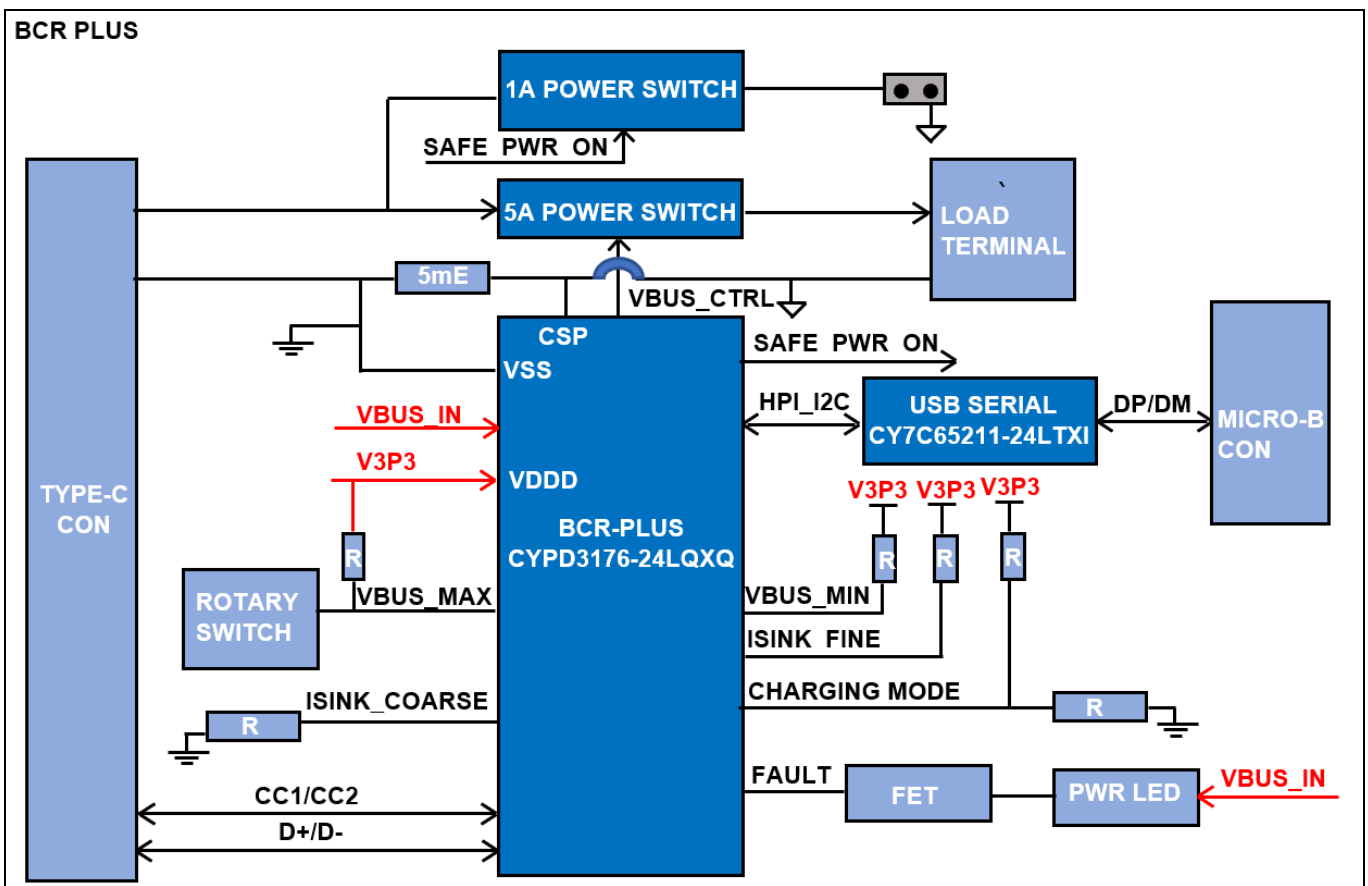 BCR PLUS
1A POWER SWITCH
SAFE PWR ON
5A POWER SWITCH
`
LOAD
TERMINAL
5mE
VBUS_CTRL
CSP
VSS
SAFE PWR ON
VBUS_IN
HPI_I2C
USB SERIAL
CY7C65211-24LTXI
DP/DM
MICRO-B
CON
V3P3
VDDD
V3P3
V3P3
V3P3
TYPE-C
CON
BCR-PLUS
CYPD3176-24LQXQ
R
R
R
R
ROTARY
SWITCH
VBUS_MAX
VBUS_MIN
ISINK FINE
ISINK_COARSE
R
CHARGING MODE
R
CC1/CC2
D+/D-
FAULT
FET
PWR LED
VBUS_IN